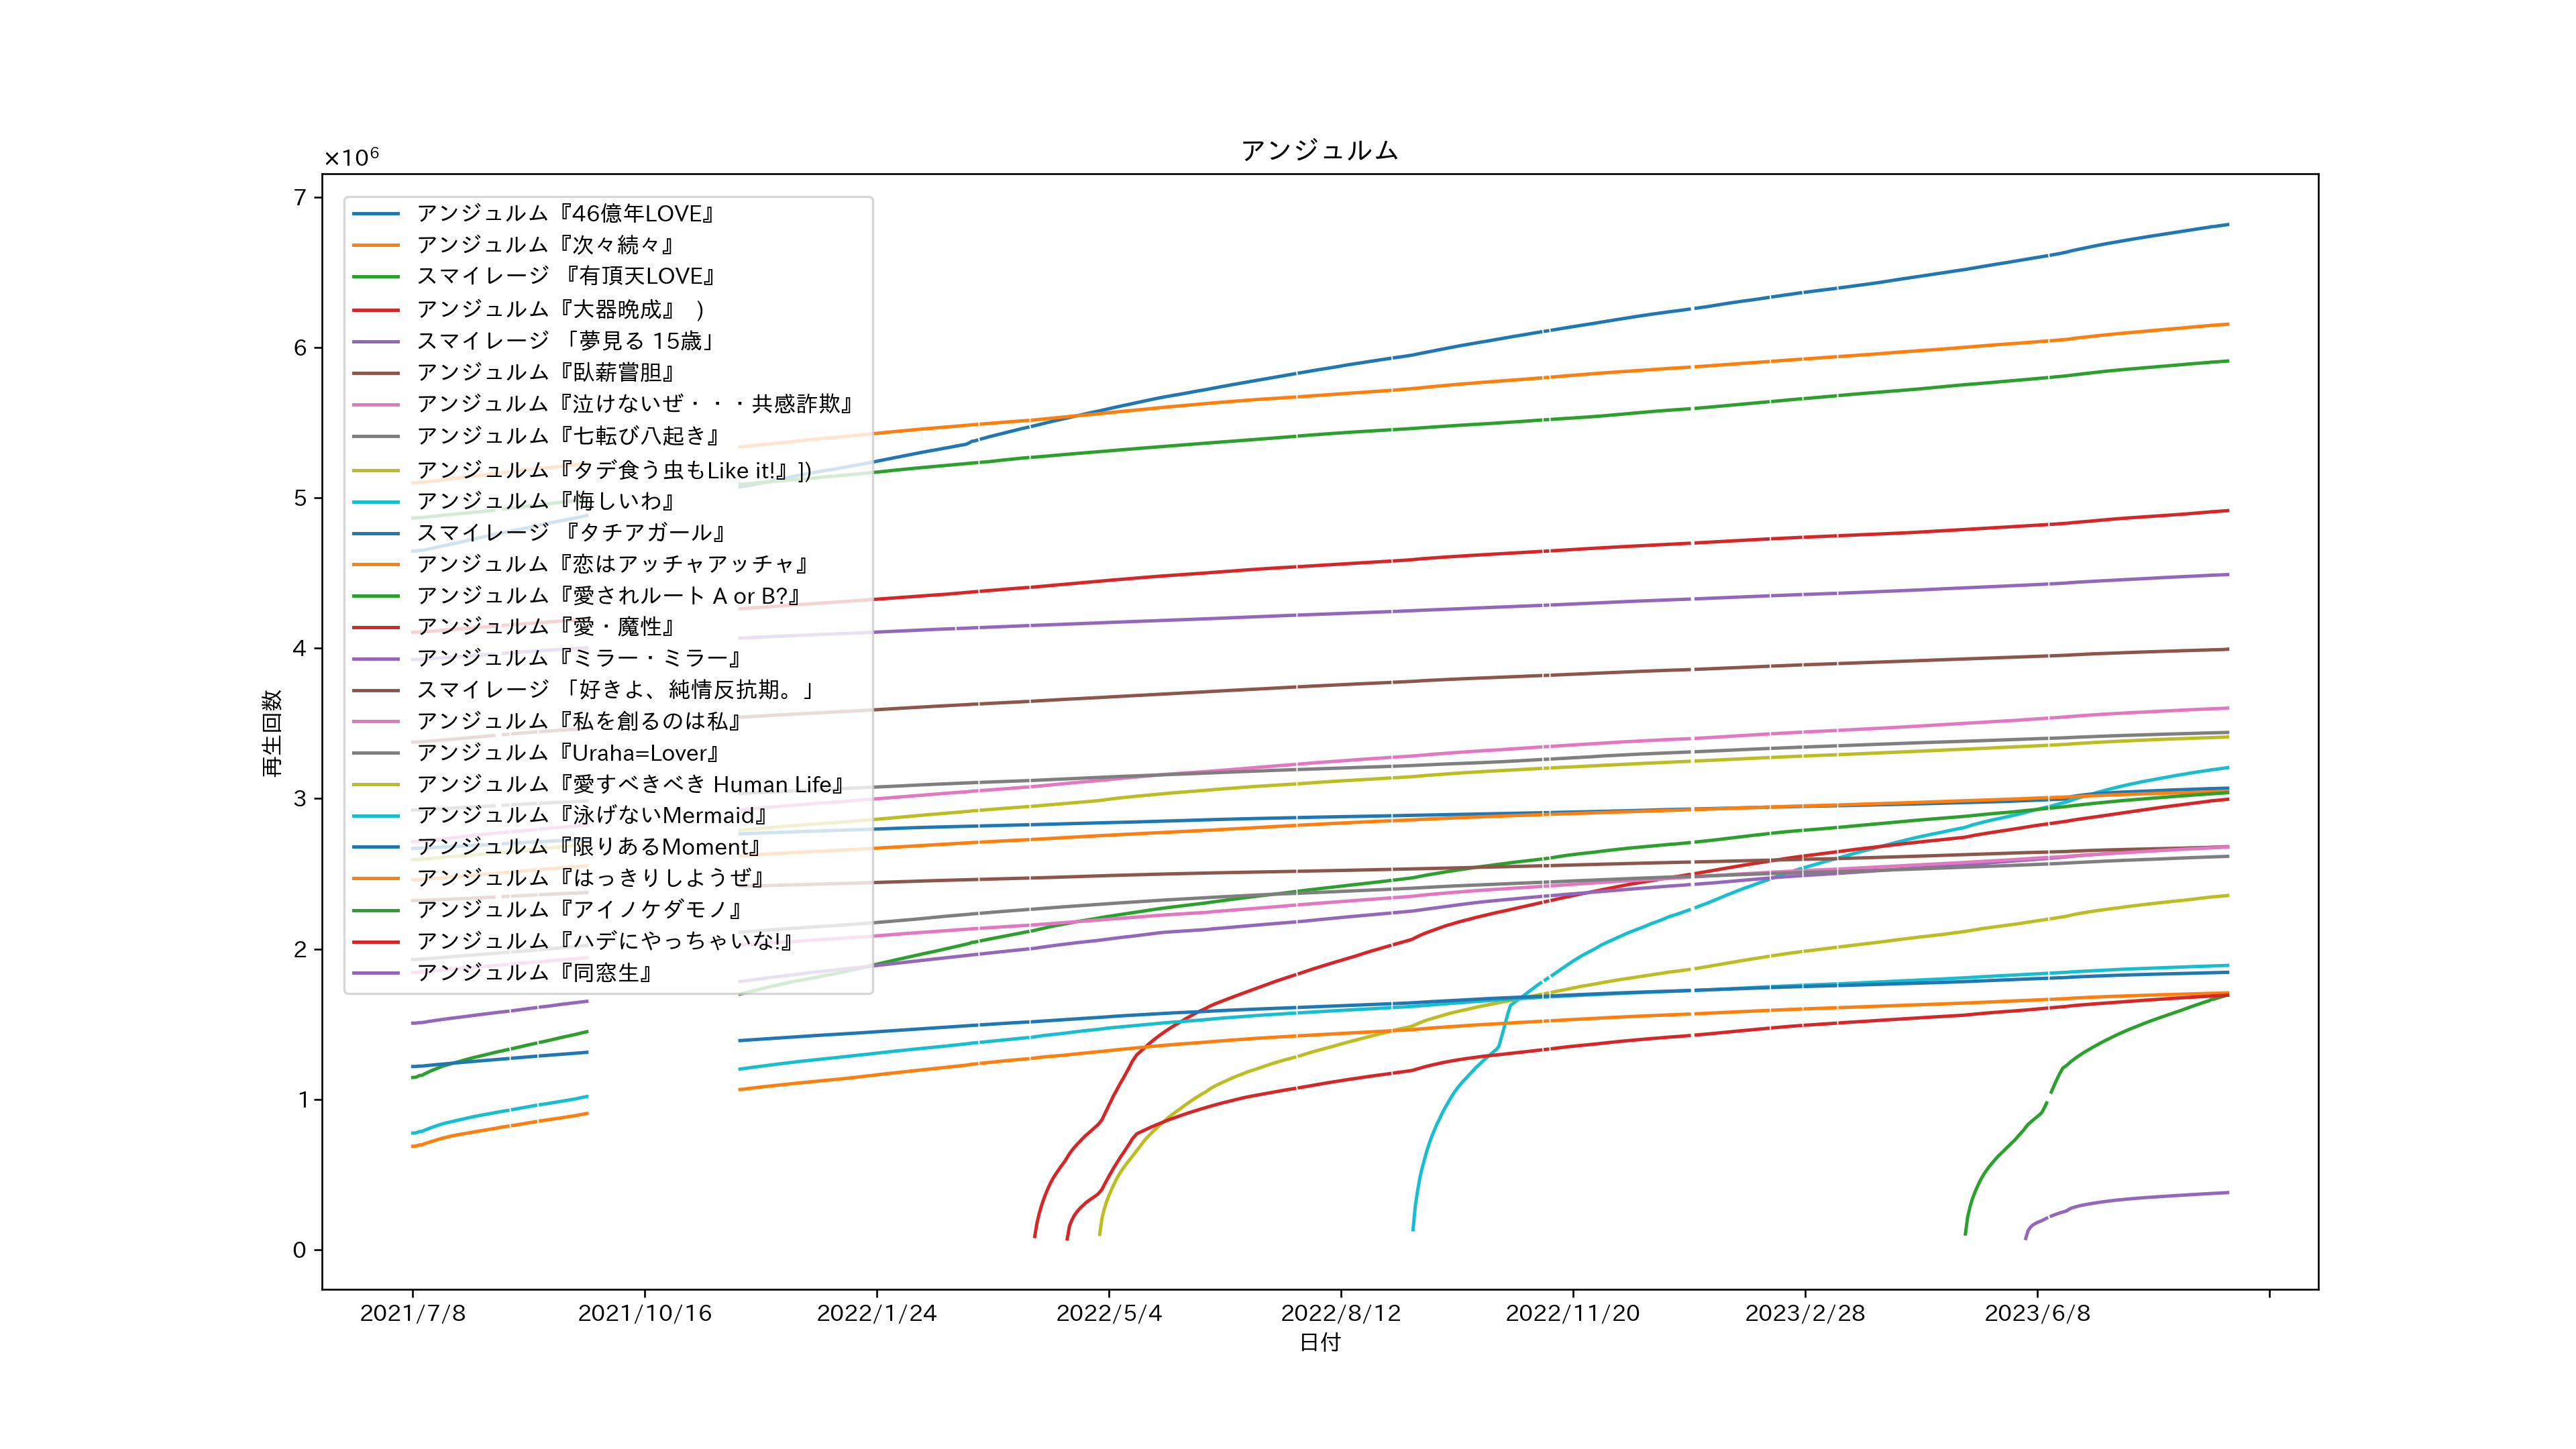 アンジュルム
×10⁶
7
6
5
4
3
2
1
0
再生回数
アンジュルム『46億年LOVE』
アンジュルム『次々続々』
スマイレージ 『有頂天LOVE』
アンジュルム『大器晩成』 )
スマイレージ 「夢見る 15歳」
アンジュルム『臥薪嘗胆』
アンジュルム『泣けないぜ・・・共感詐欺』
アンジュルム『七転び八起き』
アンジュルム『タデ食う虫もLike it!』])
アンジュルム『悔しいわ』
スマイレージ 『タチアガール』
アンジュルム『恋はアッチャアッチャ』
アンジュルム『愛されルート A or B?』
アンジュルム『愛・魔性』
アンジュルム『ミラー・ミラー』
スマイレージ 「好きよ、純情反抗期。」
アンジュルム『私を創るのは私』
アンジュルム『Uraha=Lover』
アンジュルム『愛すべきべき Human Life』
アンジュルム『泳げないMermaid』
アンジュルム『限りあるMoment』
アンジュルム『はっきりしようぜ』
アンジュルム『アイノケダモノ』
アンジュルム『ハデにやっちゃいな!』
アンジュルム『同窓生』
2021/7/8 2021/10/16 2022/1/24 2022/5/4 2022/8/12 2022/11/20 2023/2/28 2023/6/8
日付